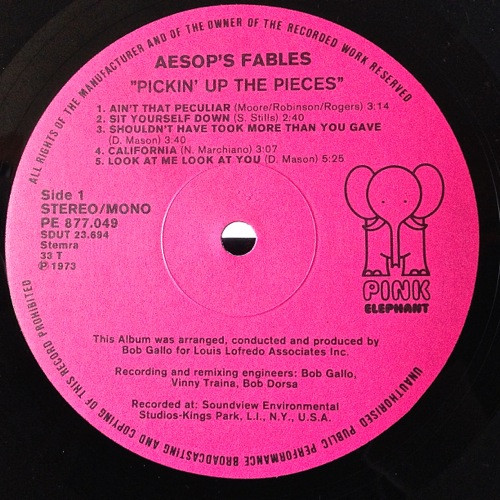 ALL RIGHTS OF THE MANUFACTURER AND OF THE OWNER OF THE RECORDED WORK RESERVED
AESOP'S FABLES
"PICKIN' UP THE PIECES"
1. AIN'T THAT PECULIAR (Moore/Robinson/Rogers) 3:14
2. SIT YOURSELF DOWN (S. Stills) 2:40
3. SHOULDN'T HAVE TOOK MORE THAN YOU GAVE
(D. Mason) 3:40
4. CALIFORNIA (N. Marchiano) 3:07
5. LOOK AT ME LOOK AT YOU (D. Mason) 5:25
Side 1
STEREO/MONO
PE 877.049
SDUT 23.694
Stemra
33 T
℗ 1973
PINK
ELEPHANT
This Album was arranged, conducted and produced by
Bob Gallo for Louis Lofredo Associates Inc.
Recording and remixing engineers: Bob Gallo,
Vinny Traina, Bob Dorsa
Recorded at: Soundview Environmental
Studios-Kings Park, L.I., N.Y., U.S.A.
UNAUTHORISED PUBLIC PERFORMANCE BROADCASTING AND COPYING OF THIS RECORD PROHIBITED